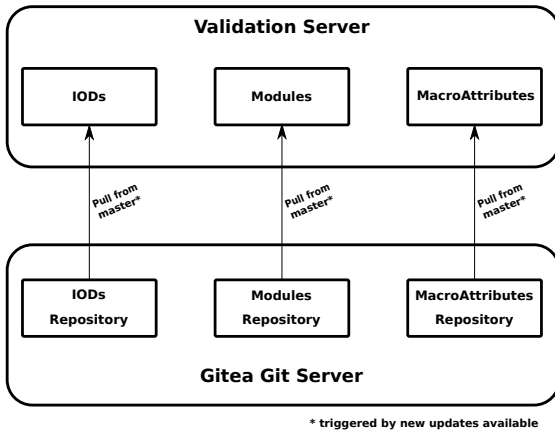 Validation Server
IODs
Modules
MacroAttributes
Pull from
master*
Pull from
master*
Pull from
master*
IODs
Repository
Modules
Repository
MacroAttributes
Repository
Gitea Git Server
* triggered by new updates available